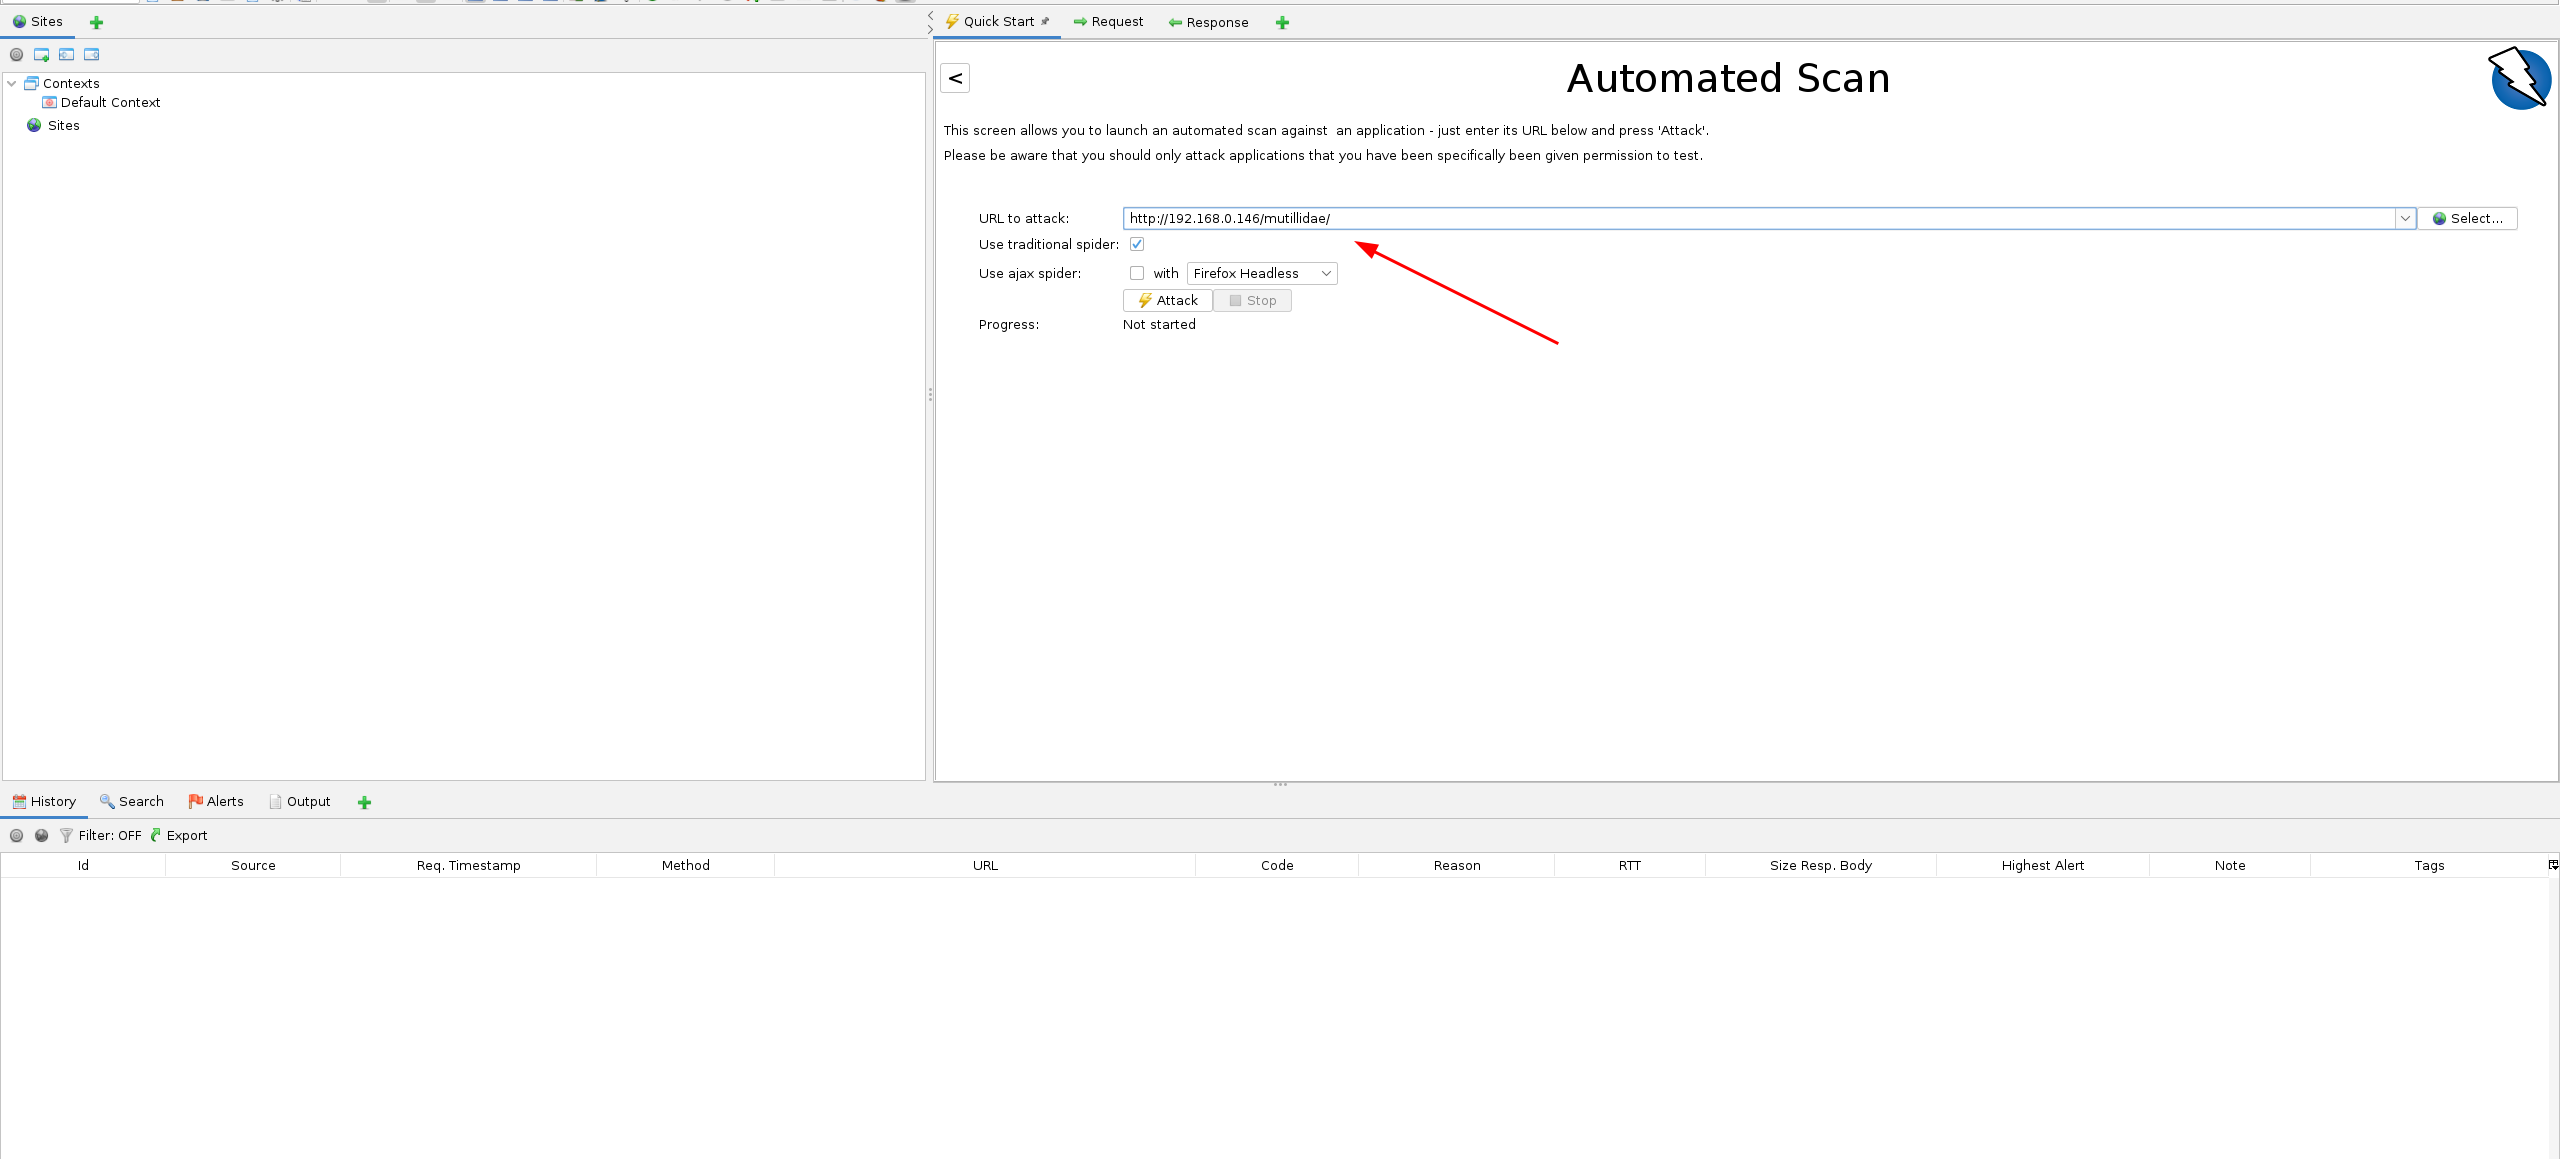 Sites
Quick Start
Request
Response
Contexts
Default Context
Sites
<
Automated Scan
This screen allows you to launch an automated scan against  an application - just enter its URL below and press 'Attack'.
Please be aware that you should only attack applications that you have been specifically been given permission to test.
URL to attack: http://192.168.0.146/mutillidae/ Select...
Use traditional spider:
Use ajax spider: with Firefox Headless
Attack Stop
Progress: Not started
History Search Alerts Output
Filter: OFF Export
Id Source Req. Timestamp Method URL Code Reason RTT Size Resp. Body Highest Alert Note Tags